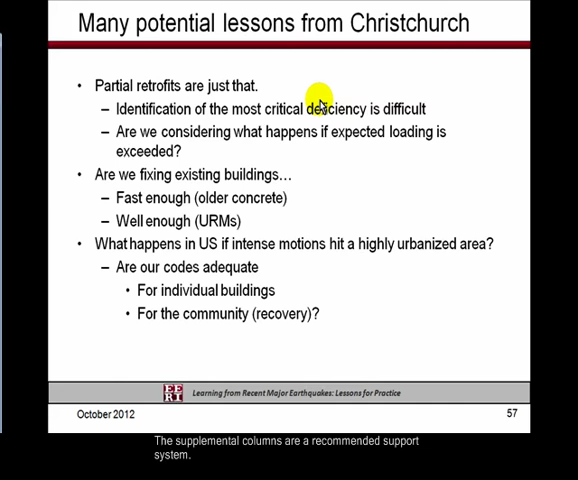 Many potential lessons from Christchurch
• Partial retrofits are just that.
– Identification of the most critical deficiency is difficult
– Are we considering what happens if expected loading is
exceeded?
• Are we fixing existing buildings…
– Fast enough (older concrete)
– Well enough (URMs)
• What happens in US if intense motions hit a highly urbanized area?
– Are our codes adequate
• For individual buildings
• For the community (recovery)?
EE
RI
Learning from Recent Major Earthquakes: Lessons for Practice
October 2012
57
The supplemental columns are a recommended support
system.